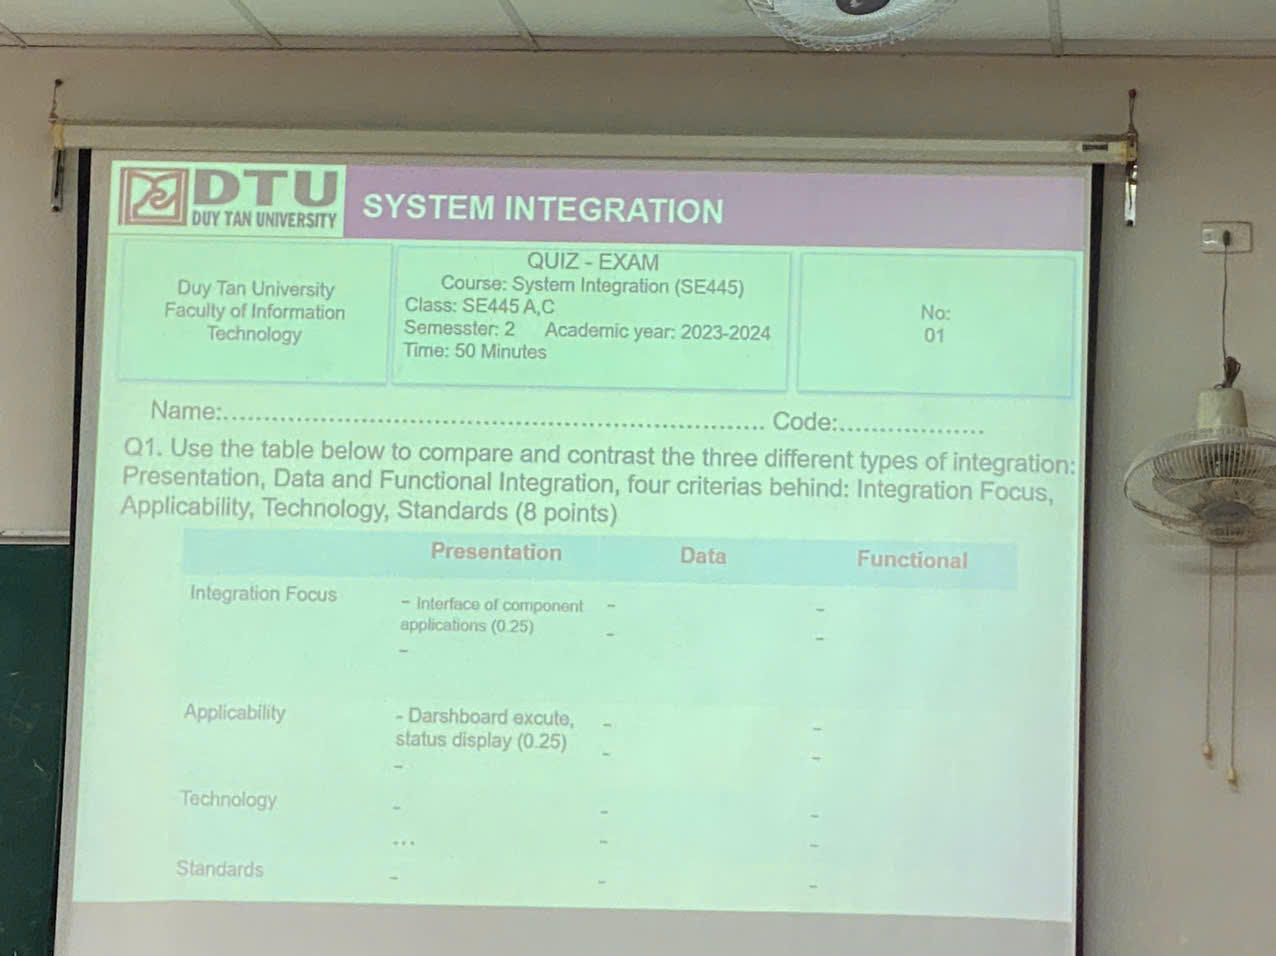 DTU
DUY TAN UNIVERSITY
SYSTEM INTEGRATION
Duy Tan University
Faculty of Information
Technology
QUIZ - EXAM
Course: System Integration (SE445)
Class: SE445 A,C
Semesster: 2 Academic year: 2023-2024
Time: 50 Minutes
No:
01
Name:.................................................................. Code:..................
Q1. Use the table below to compare and contrast the three different types of integration:
Presentation, Data and Functional Integration, four criterias behind: Integration Focus,
Applicability, Technology, Standards (8 points)
Presentation Data Functional
Integration Focus
- Interface of component - -
applications (0.25) - -
-
Applicability
- Darshboard excute, - -
status display (0.25) - -
-
Technology - - -
... - -
Standards - - -